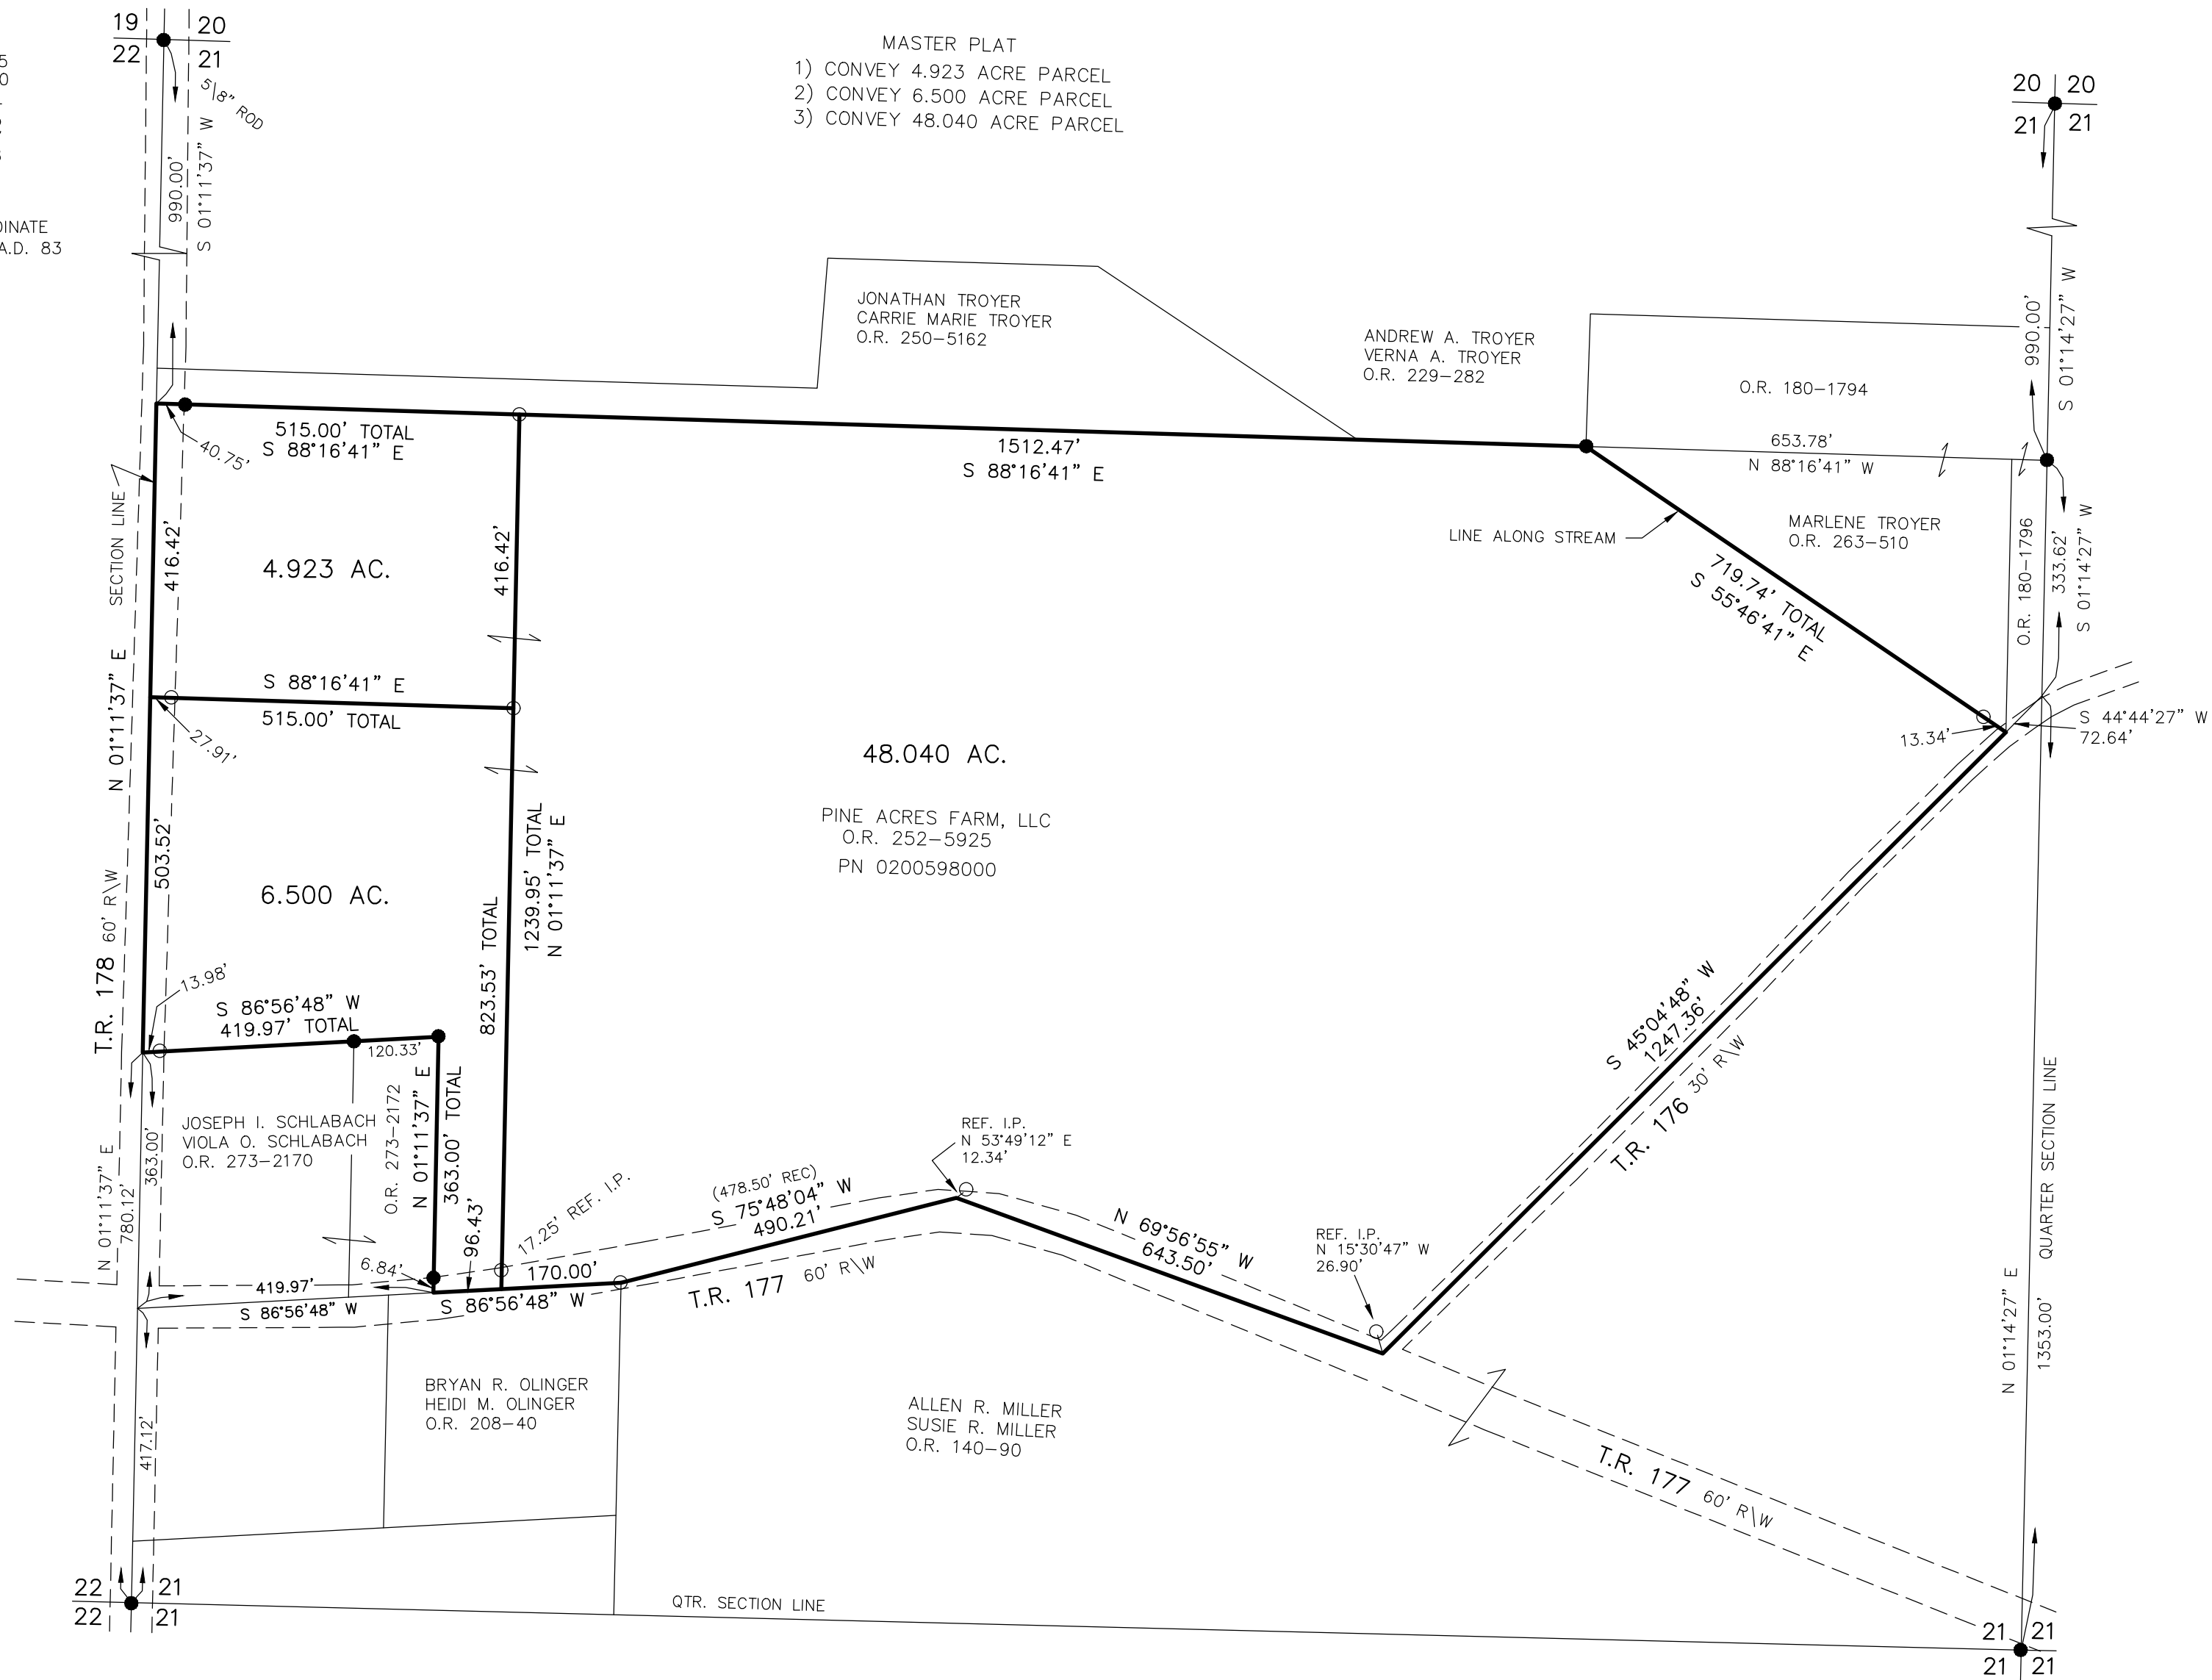 19 20
22 21
5
0
DINATE
A.D. 83
5\8" ROD
990.00'
S 01°11'37" W
MASTER PLAT
1) CONVEY 4.923 ACRE PARCEL
2) CONVEY 6.500 ACRE PARCEL
3) CONVEY 48.040 ACRE PARCEL
20 20
21 21
990.00'
S 01°14'27" W
JONATHAN TROYER
CARRIE MARIE TROYER
O.R. 250-5162
ANDREW A. TROYER
VERNA A. TROYER
O.R. 229-282
O.R. 180-1794
515.00' TOTAL
S 88°16'41" E
40.75'
1512.47'
S 88°16'41" E
653.78'
N 88°16'41" W
SECTION LINE
N 01°11'37" E
416.42'
4.923 AC.
416.42'
LINE ALONG STREAM
MARLENE TROYER
O.R. 263-510
719.74' TOTAL
S 55°46'41" E
O.R. 180-1796
333.62'
S 01°14'27" W
S 88°16'41" E
515.00' TOTAL
27.91'
48.040 AC.
PINE ACRES FARM, LLC
O.R. 252-5925
PN 0200598000
13.34'
S 44°44'27" W
72.64'
503.52'
6.500 AC.
823.53' TOTAL
1239.95' TOTAL
N 01°11'37" E
T.R. 178 60' R\W
13.98'
S 86°56'48" W
419.97' TOTAL
120.33'
S 45°04'48" W
1247.36'
T.R. 176 30' R\W
JOSEPH I. SCHLABACH
VIOLA O. SCHLABACH
O.R. 273-2170
O.R. 273-2172
N 01°11'37" E
363.00' TOTAL
N 01°11'37" E
780.12'
363.00'
96.43'
6.84'
17.25' REF. I.P.
(478.50' REC)
S 75°48'04" W
490.21'
REF. I.P.
N 53°49'12" E
12.34'
N 69°56'55" W
643.50'
REF. I.P.
N 15°30'47" W
26.90'
QUARTER SECTION LINE
N 01°14'27" E
1353.00'
419.97'
S 86°56'48" W
170.00'
S 86°56'48" W
T.R. 177 60' R\W
417.12'
BRYAN R. OLINGER
HEIDI M. OLINGER
O.R. 208-40
ALLEN R. MILLER
SUSIE R. MILLER
O.R. 140-90
T.R. 177 60' R\W
22 21
22 21
QTR. SECTION LINE
21 21
21 21